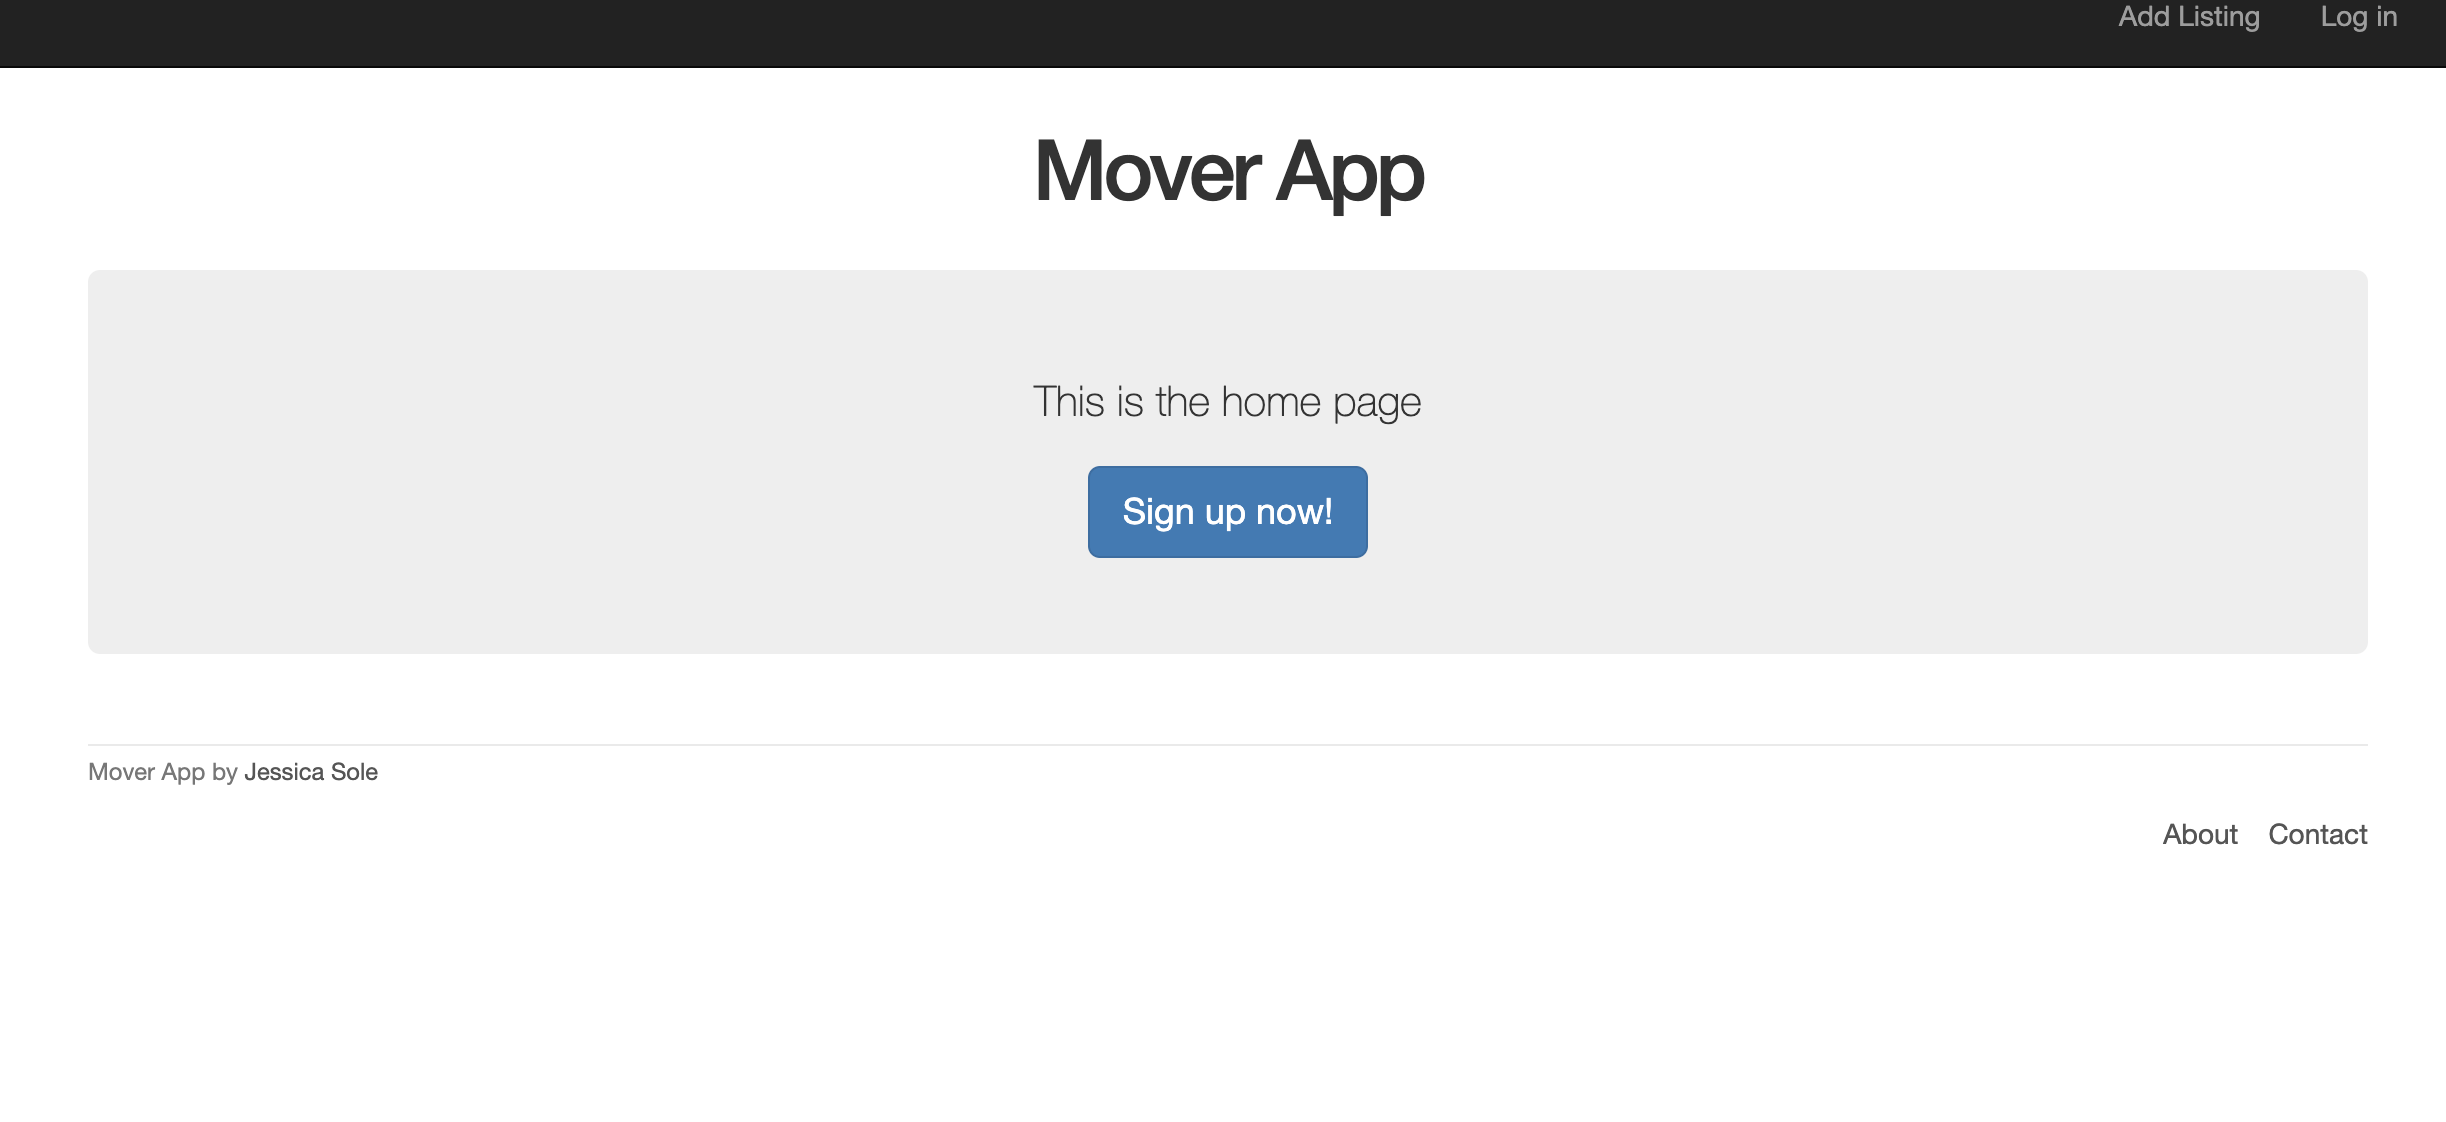 Add Listing Log in
Mover App
This is the home page
Sign up now!
Mover App by Jessica Sole
About Contact